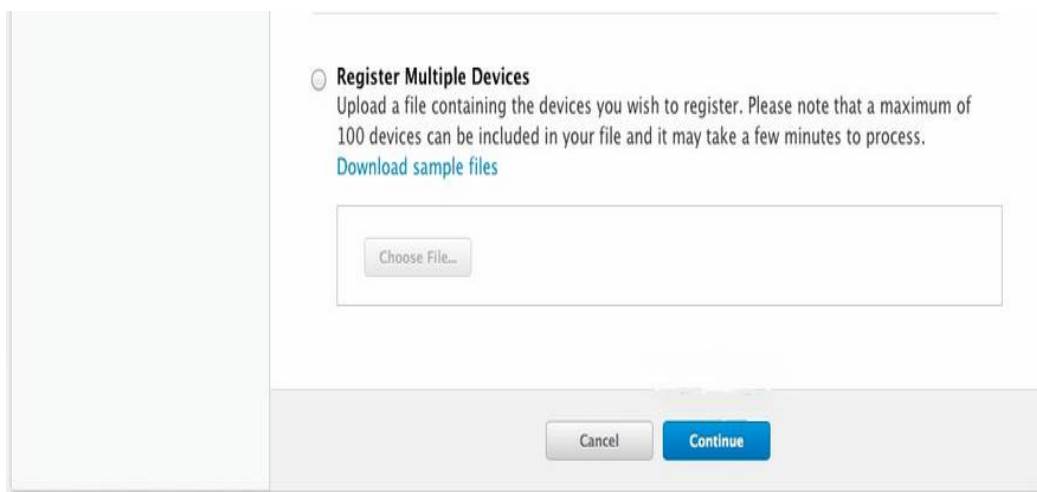 Register Multiple Devices
Upload a file containing the devices you wish to register. Please note that a maximum of
100 devices can be included in your file and it may take a few minutes to process.
Download sample files
Choose File...
Cancel
Continue